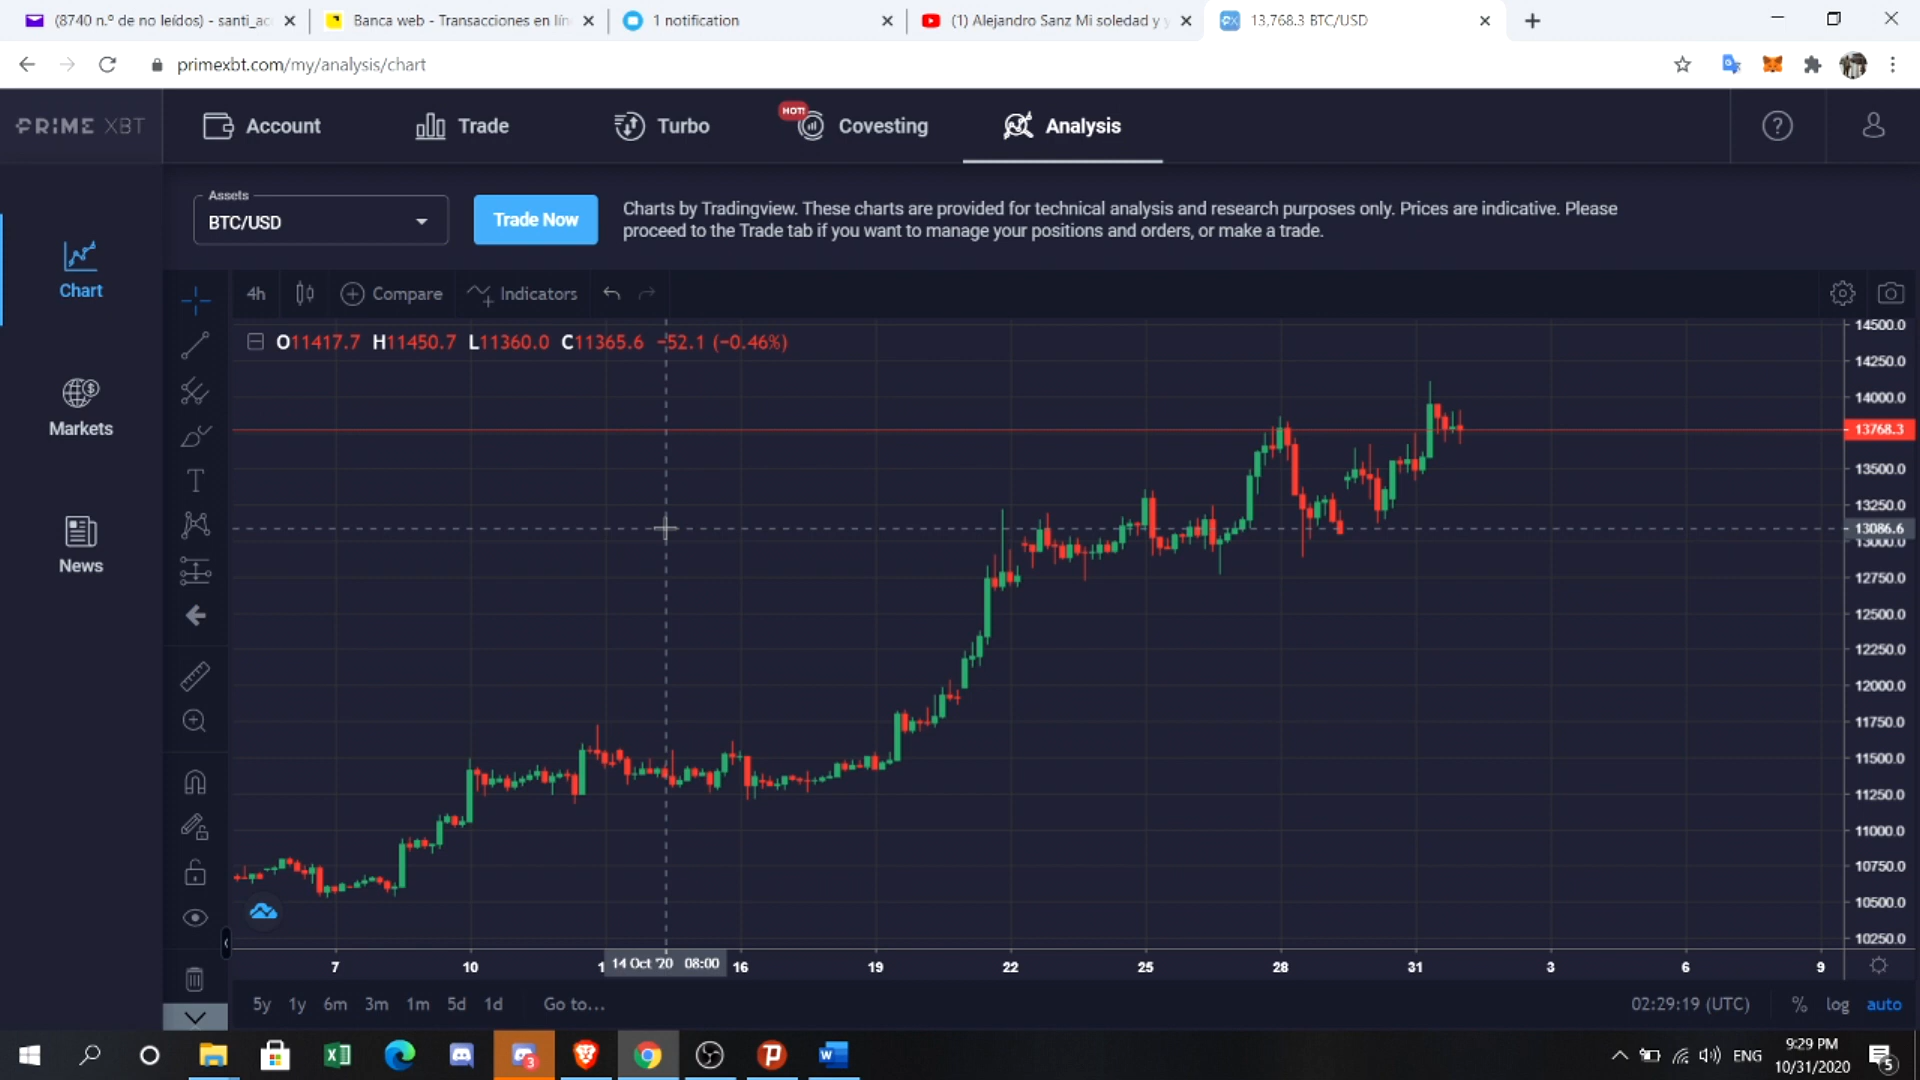 (8740 n.º de no leídos) - santi_ac
Banca web - Transacciones en lín
1 notification
(1) Alejandro Sanz Mi soledad y y
13,768.3 BTC/USD
primexbt.com/my/analysis/chart
PRIME XBT
Account
Trade
Turbo
HOT!
Covesting
Analysis
Assets
BTC/USD
Trade Now
Charts by Tradingview. These charts are provided for technical analysis and research purposes only. Prices are indicative. Please
proceed to the Trade tab if you want to manage your positions and orders, or make a trade.
Chart
Markets
News
4h
Compare
Indicators
O11417.7 H11450.7 L11360.0 C11365.6 −52.1 (−0.46%)
14500.0
14250.0
14000.0
13768.3
13500.0
13250.0
13086.6
13000.0
12750.0
12500.0
12250.0
12000.0
11750.0
11500.0
11250.0
11000.0
10750.0
10500.0
10250.0
7 10 1 14 Oct '20 08:00 16 19 22 25 28 31 3 6 9
5y 1y 6m 3m 1m 5d 1d Go to...
02:29:19 (UTC) % log auto
3
ENG
9:29 PM
10/31/2020
5